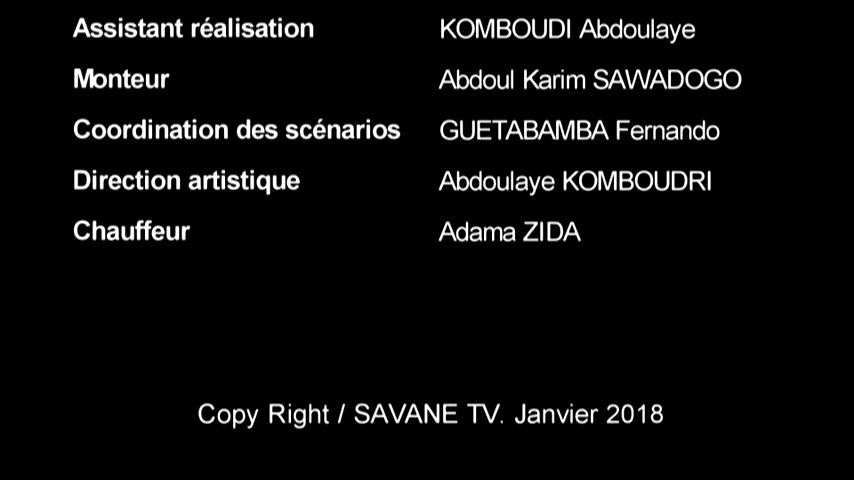 Assistant réalisation KOMBOUDI Abdoulaye
Monteur Abdoul Karim SAWADOGO
Coordination des scénarios GUETABAMBA Fernando
Direction artistique Abdoulaye KOMBOUDRI
Chauffeur Adama ZIDA
Copy Right / SAVANE TV. Janvier 2018